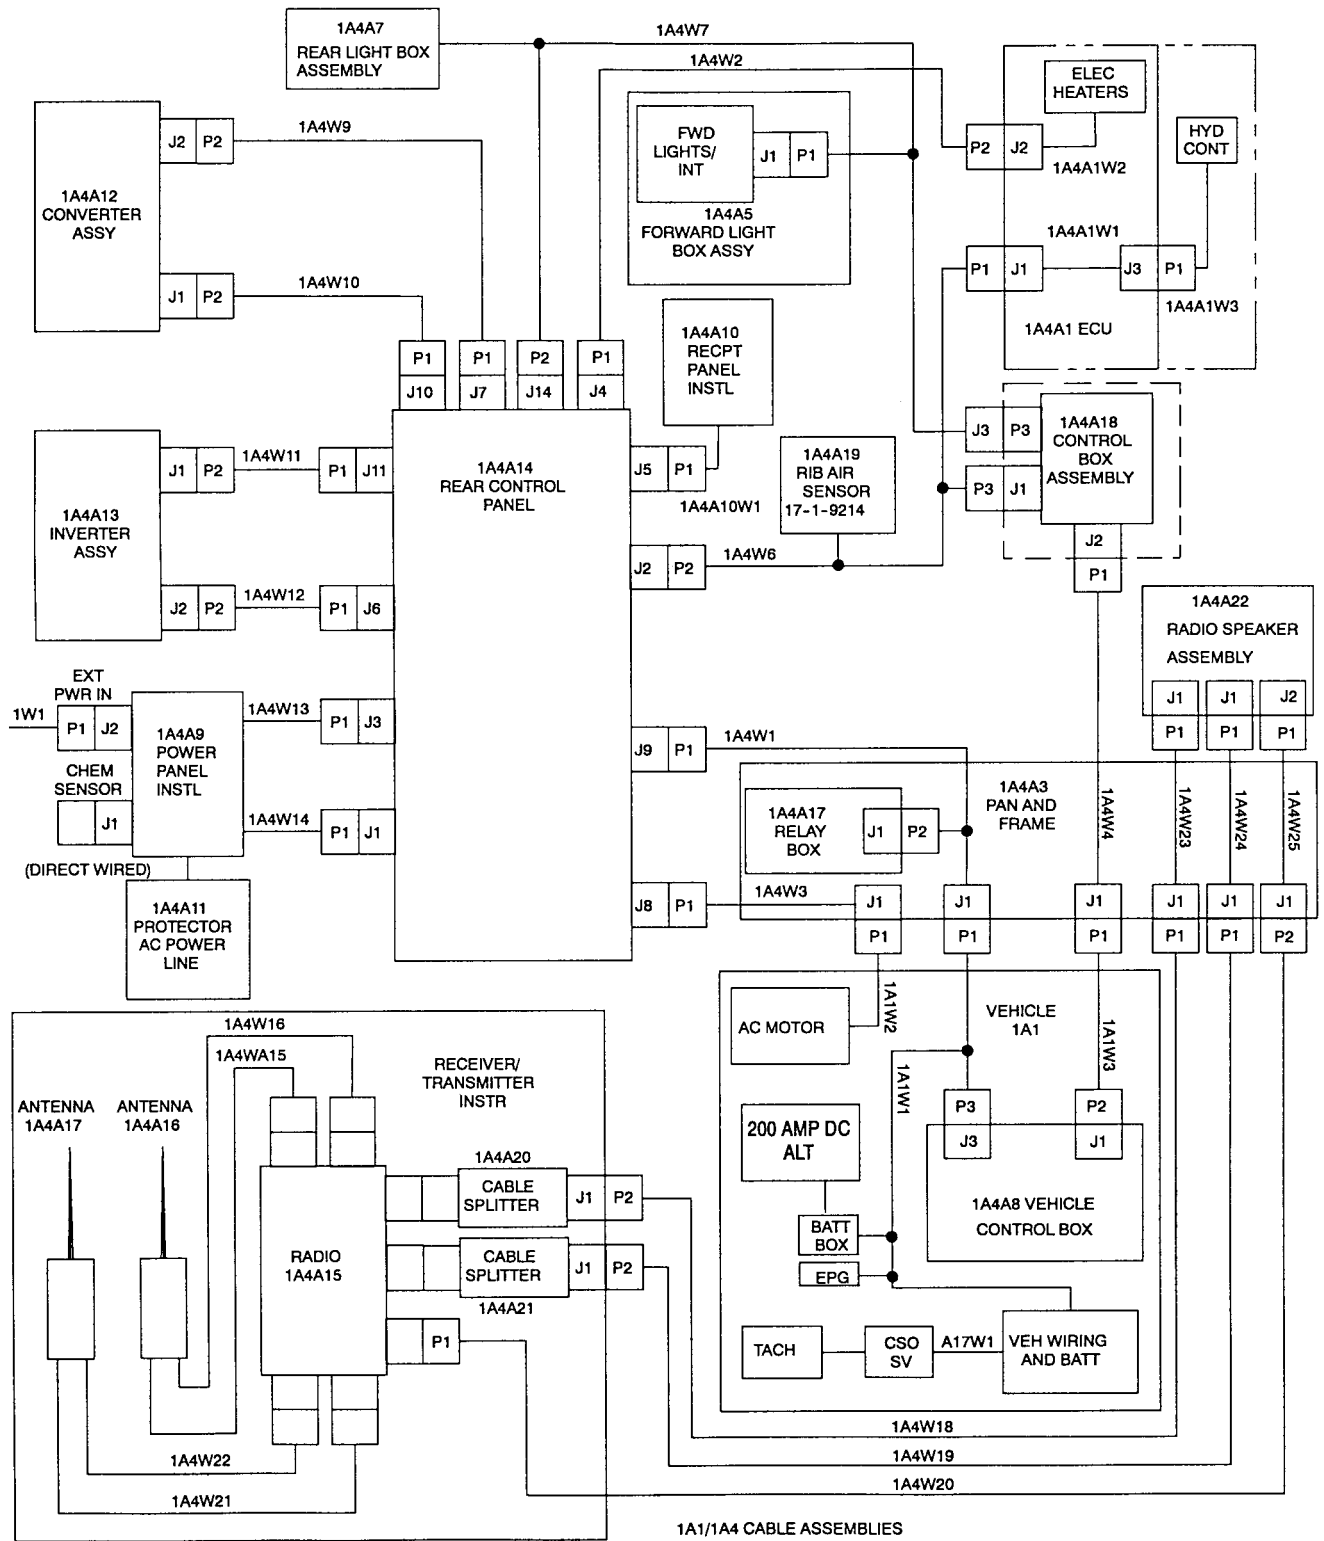 1A4A7
REAR LIGHT BOX
ASSEMBLY
1A4W7
1A4W2
ELEC
HEATERS
HYD
CONT
P2 J2
1A4A1W2
1A4A1W1
P1 J1
J3 P1
1A4A1W3
1A4A1 ECU
FWD
LIGHTS/
INT
J1 P1
1A4A5
FORWARD LIGHT
BOX ASSY
1A4A12
CONVERTER
ASSY
J2 P2
1A4W9
J1 P2
1A4W10
1A4A10
RECPT
PANEL
INSTL
P1
J10
P1
J7
P2
J14
P1
J4
1A4A13
INVERTER
ASSY
J1 P2
1A4W11
P1 J11
J2 P2
1A4W12
P1 J6
1A4A14
REAR CONTROL
PANEL
J5 P1
1A4A10W1
1A4A19
RIB AIR
SENSOR
17-1-9214
J2 P2
1A4W6
J3 P3
P3 J1
1A4A18
CONTROL
BOX
ASSEMBLY
J2
P1
1A4A22
RADIO SPEAKER
ASSEMBLY
J1
P1
J1
P1
J2
P1
EXT
PWR IN
1W1
P1 J2
CHEM
SENSOR
J1
(DIRECT WIRED)
1A4A9
POWER
PANEL
INSTL
1A4W13
P1 J3
1A4W14
P1 J1
1A4A11
PROTECTOR
AC POWER
LINE
J9 P1
1A4W1
J8 P1
1A4W3
1A4A17
RELAY
BOX
J1 P2
1A4A3
PAN AND
FRAME
1A4W4
1A4W23
1A4W24
1A4W25
J1
P1
J1
P1
J1
P1
J1
P1
J1
P1
J1
P2
AC MOTOR
1A1W2
VEHICLE
1A1
1A1W3
1A1W1
P3
J3
P2
J1
1A4A8 VEHICLE
CONTROL BOX
200 AMP DC
ALT
BATT
BOX
EPG
TACH
CSO
SV
A17W1
VEH WIRING
AND BATT
1A4W16
1A4WA15
RECEIVER/
TRANSMITTER
INSTR
ANTENNA
1A4A17
ANTENNA
1A4A16
RADIO
1A4A15
1A4A20
CABLE
SPLITTER
J1 P2
CABLE
SPLITTER
J1 P2
1A4A21
P1
1A4W22
1A4W21
1A4W18
1A4W19
1A4W20
1A1/1A4 CABLE ASSEMBLIES